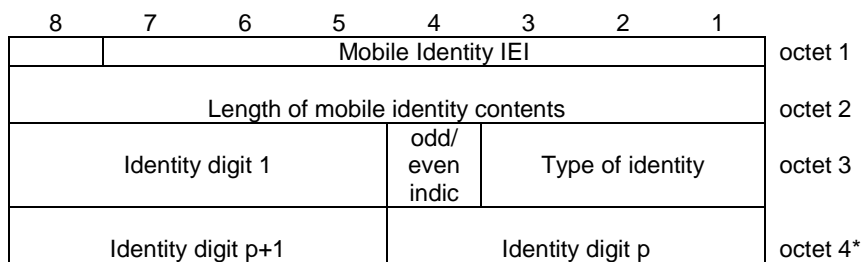 8 7 6 5 4 3 2 1
Mobile Identity IEI octet 1
Length of mobile identity contents octet 2
odd/
Identity digit 1 even Type of identity octet 3
indic
Identity digit p+1 Identity digit p octet 4*